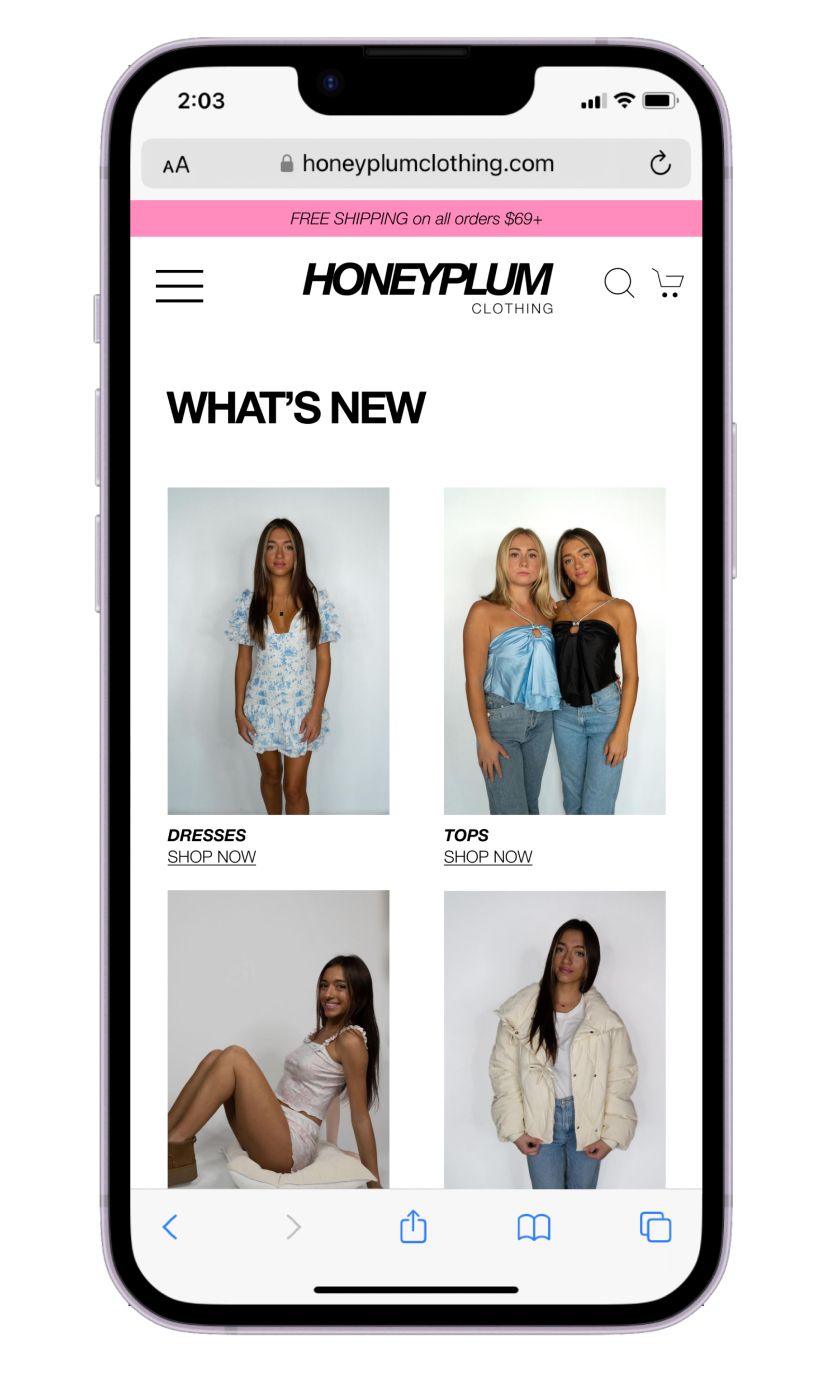 2:03
AA honeyplumclothing.com
FREE SHIPPING on all orders $69+
HONEYPLUM
CLOTHING
WHAT'S NEW
DRESSES TOPS
SHOP NOW SHOP NOW